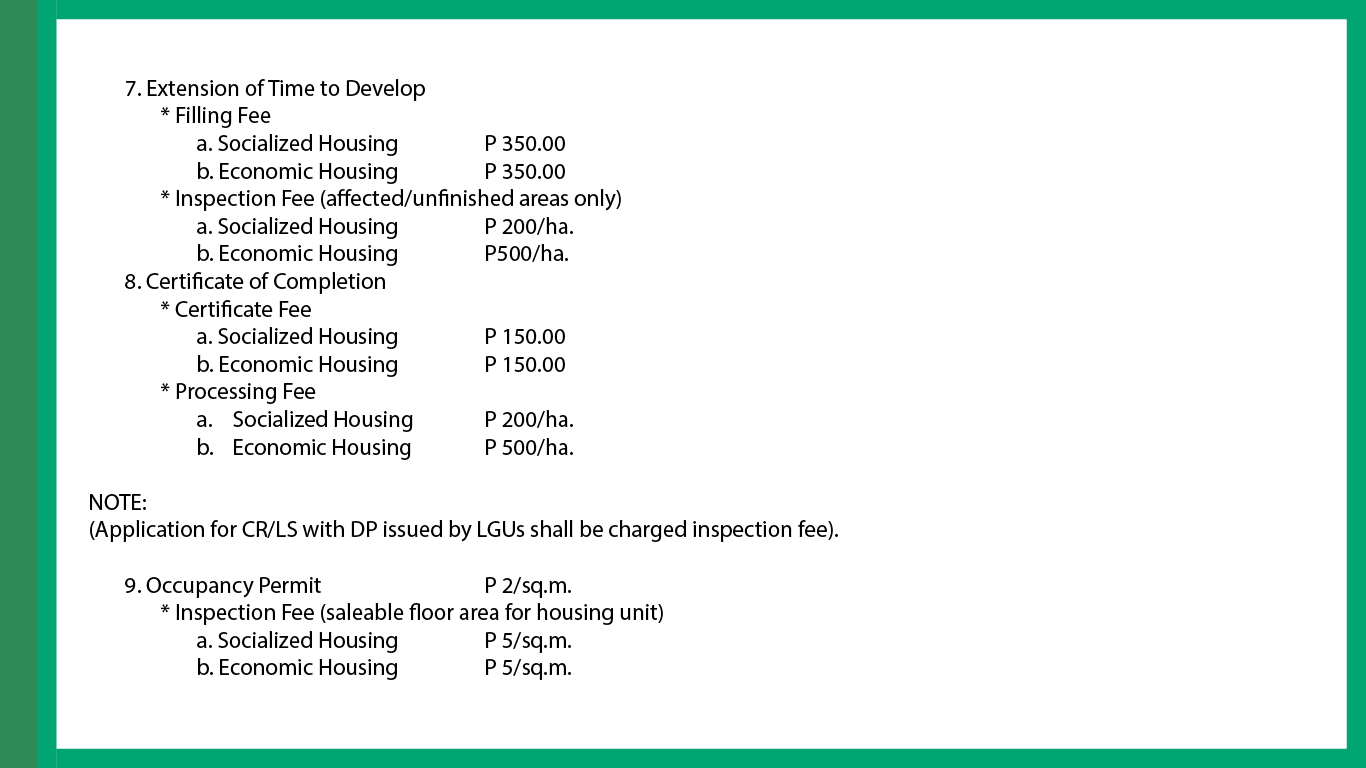 7. Extension of Time to Develop
* Filling Fee
a. Socialized Housing P 350.00
b. Economic Housing P 350.00
* Inspection Fee (affected/unfinished areas only)
a. Socialized Housing P 200/ha.
b. Economic Housing P500/ha.
8. Certificate of Completion
* Certificate Fee
a. Socialized Housing P 150.00
b. Economic Housing P 150.00
* Processing Fee
a. Socialized Housing P 200/ha.
b. Economic Housing P 500/ha.
NOTE:
(Application for CR/LS with DP issued by LGUs shall be charged inspection fee).
9. Occupancy Permit P 2/sq.m.
* Inspection Fee (saleable floor area for housing unit)
a. Socialized Housing P 5/sq.m.
b. Economic Housing P 5/sq.m.